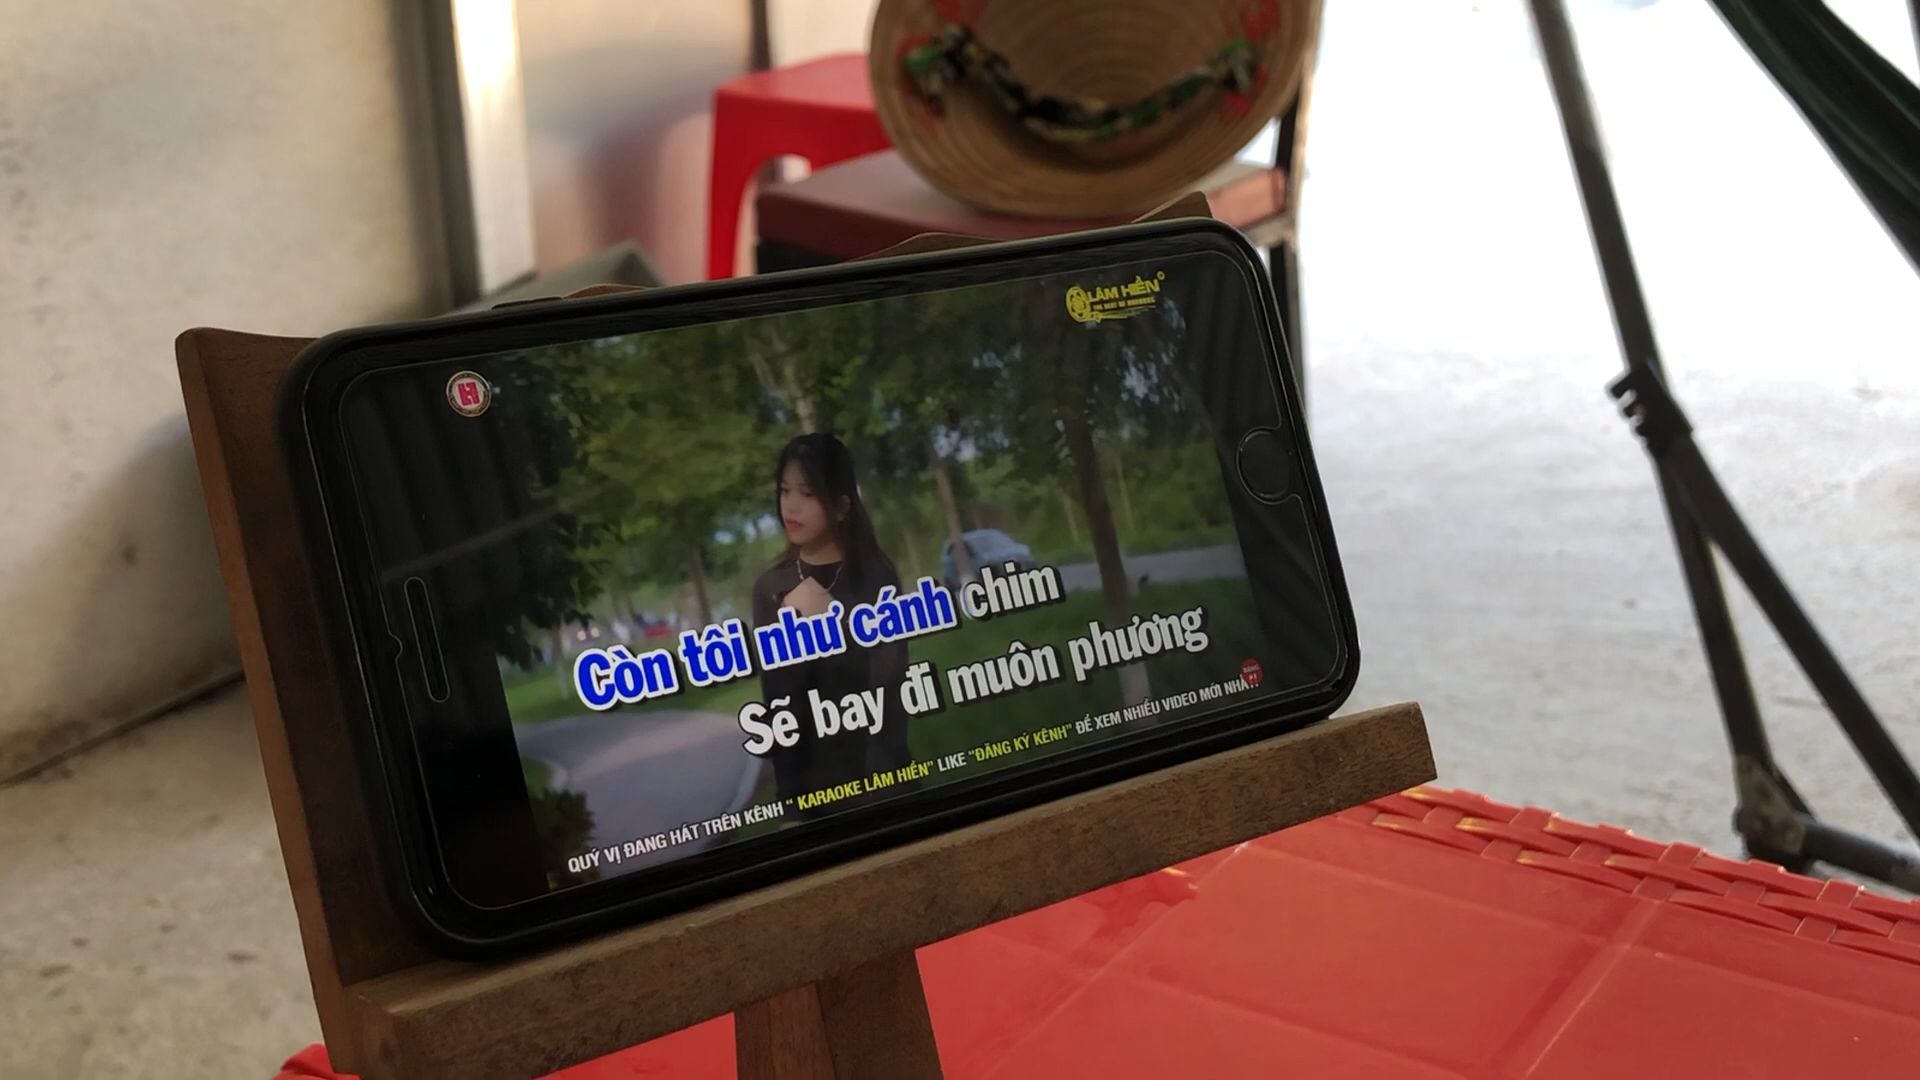 LÂM HIỀN
Còn tôi như cánh chim
Sẽ bay đi muôn phương
QUÝ VỊ ĐANG HÁT TRÊN KÊNH “ KARAOKE LÂM HIỀN” LIKE “ĐĂNG KÝ KÊNH” ĐỂ XEM NHIỀU VIDEO MỚI NHẤT